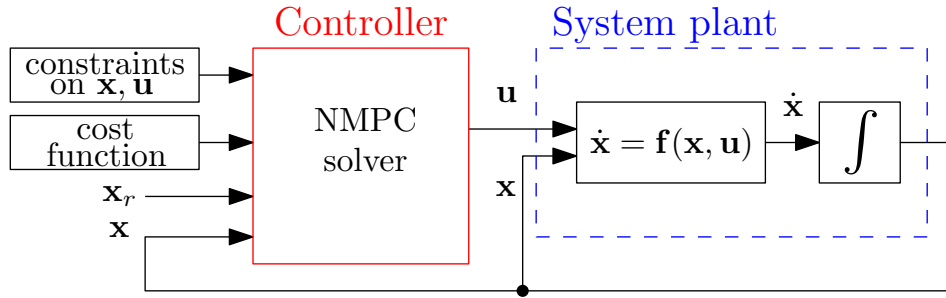 Controller
System plant
constraints
on x, u
cost
function
x_r
x
NMPC
solver
u
x
ẋ = f(x, u)
ẋ
∫